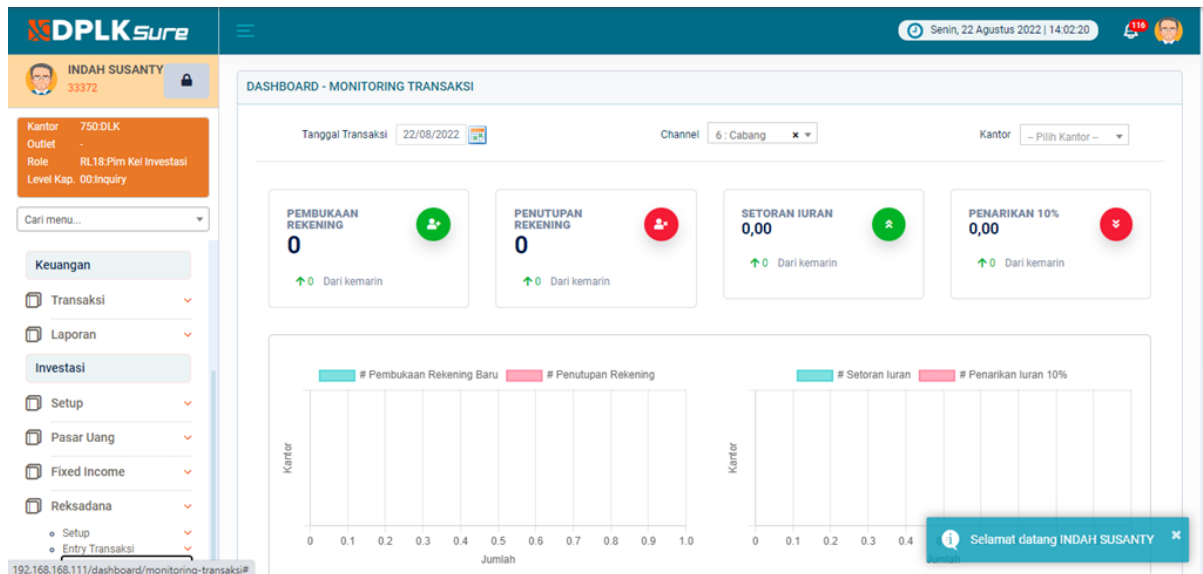 DPLKSure
Senin, 22 Agustus 2022 | 14:02:20
116
INDAH SUSANTY
33372
Kantor 750:DLK
Outlet -
Role RL18:Pim Kel Investasi
Level Kap. 00:Inquiry
Cari menu...
Keuangan
Transaksi
Laporan
Investasi
Setup
Pasar Uang
Fixed Income
Reksadana
Setup
Entry Transaksi
192.168.168.111/dashboard/monitoring-transaksi#
DASHBOARD - MONITORING TRANSAKSI
Tanggal Transaksi 22/08/2022 Channel 6 : Cabang × Kantor -- Pilih Kantor --
PEMBUKAAN REKENING
0
0 Dari kemarin
PENUTUPAN REKENING
0
0 Dari kemarin
SETORAN IURAN
0,00
0 Dari kemarin
PENARIKAN 10%
0,00
0 Dari kemarin
# Pembukaan Rekening Baru # Penutupan Rekening
Kantor
0 0.1 0.2 0.3 0.4 0.5 0.6 0.7 0.8 0.9 1.0
Jumlah
# Setoran Iuran # Penarikan Iuran 10%
Kantor
0 0.1 0.2 0.3 0.4
Jumlah
Selamat datang INDAH SUSANTY ×